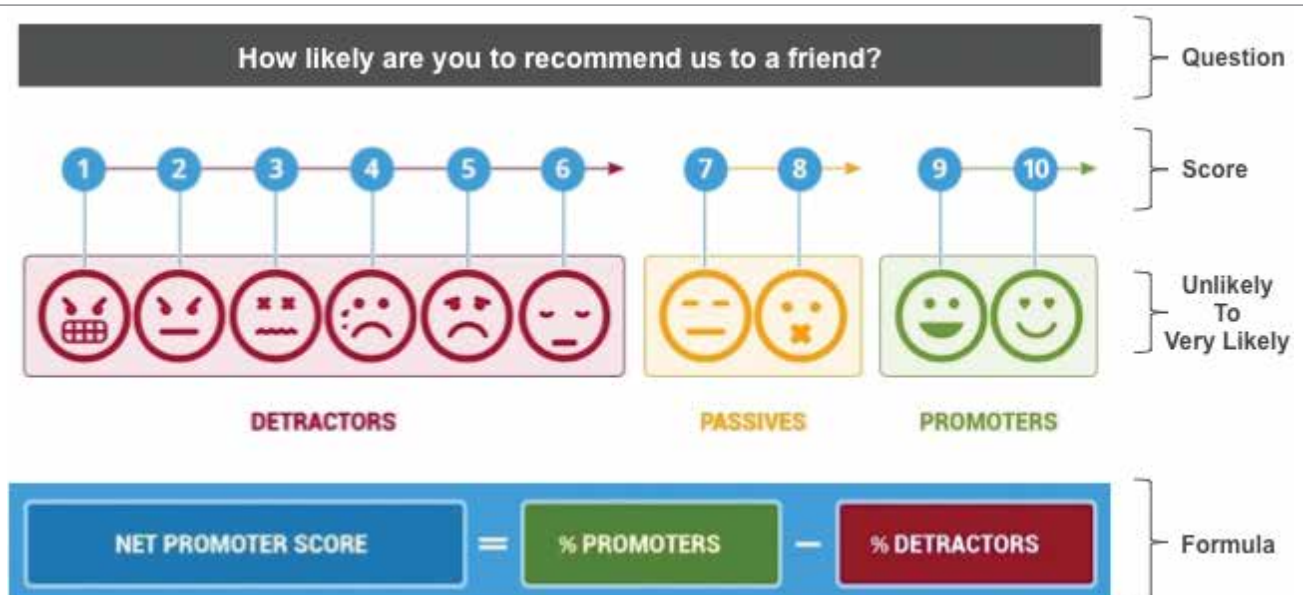 How likely are you to recommend us to a friend?
Question
1 2 3 4 5 6 7 8 9 10
Score
Unlikely
To
Very Likely
DETRACTORS PASSIVES PROMOTERS
NET PROMOTER SCORE = % PROMOTERS – % DETRACTORS
Formula